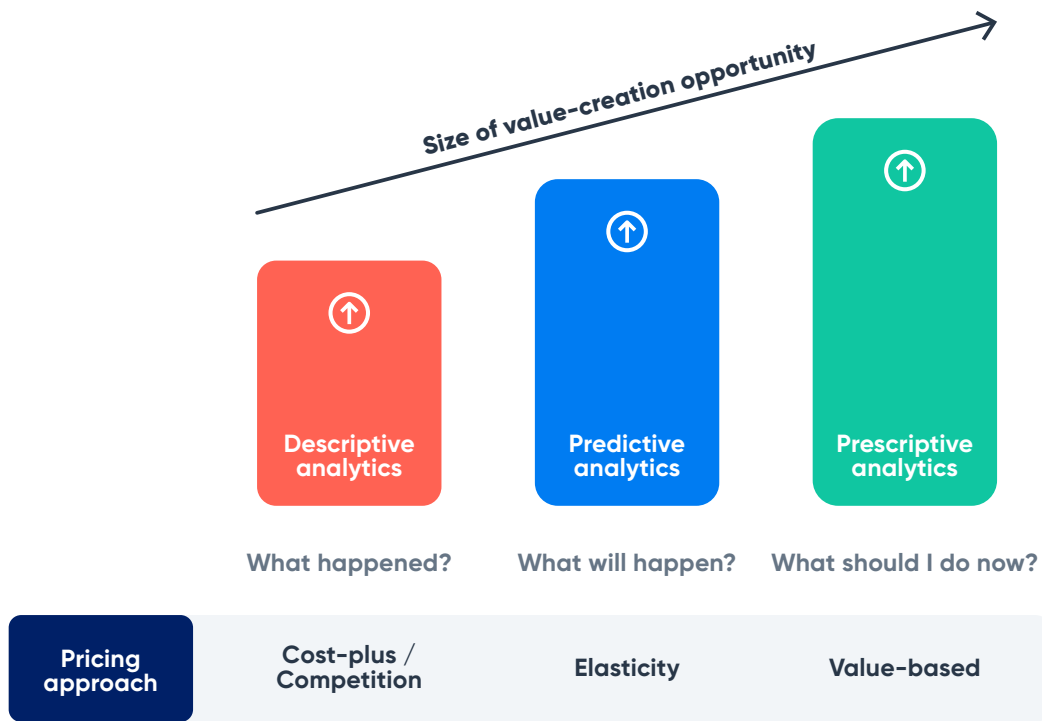 Size of value-creation opportunity
Descriptive
analytics
Predictive
analytics
Prescriptive
analytics
What happened?
What will happen?
What should I do now?
Pricing
approach
Cost-plus /
Competition
Elasticity
Value-based